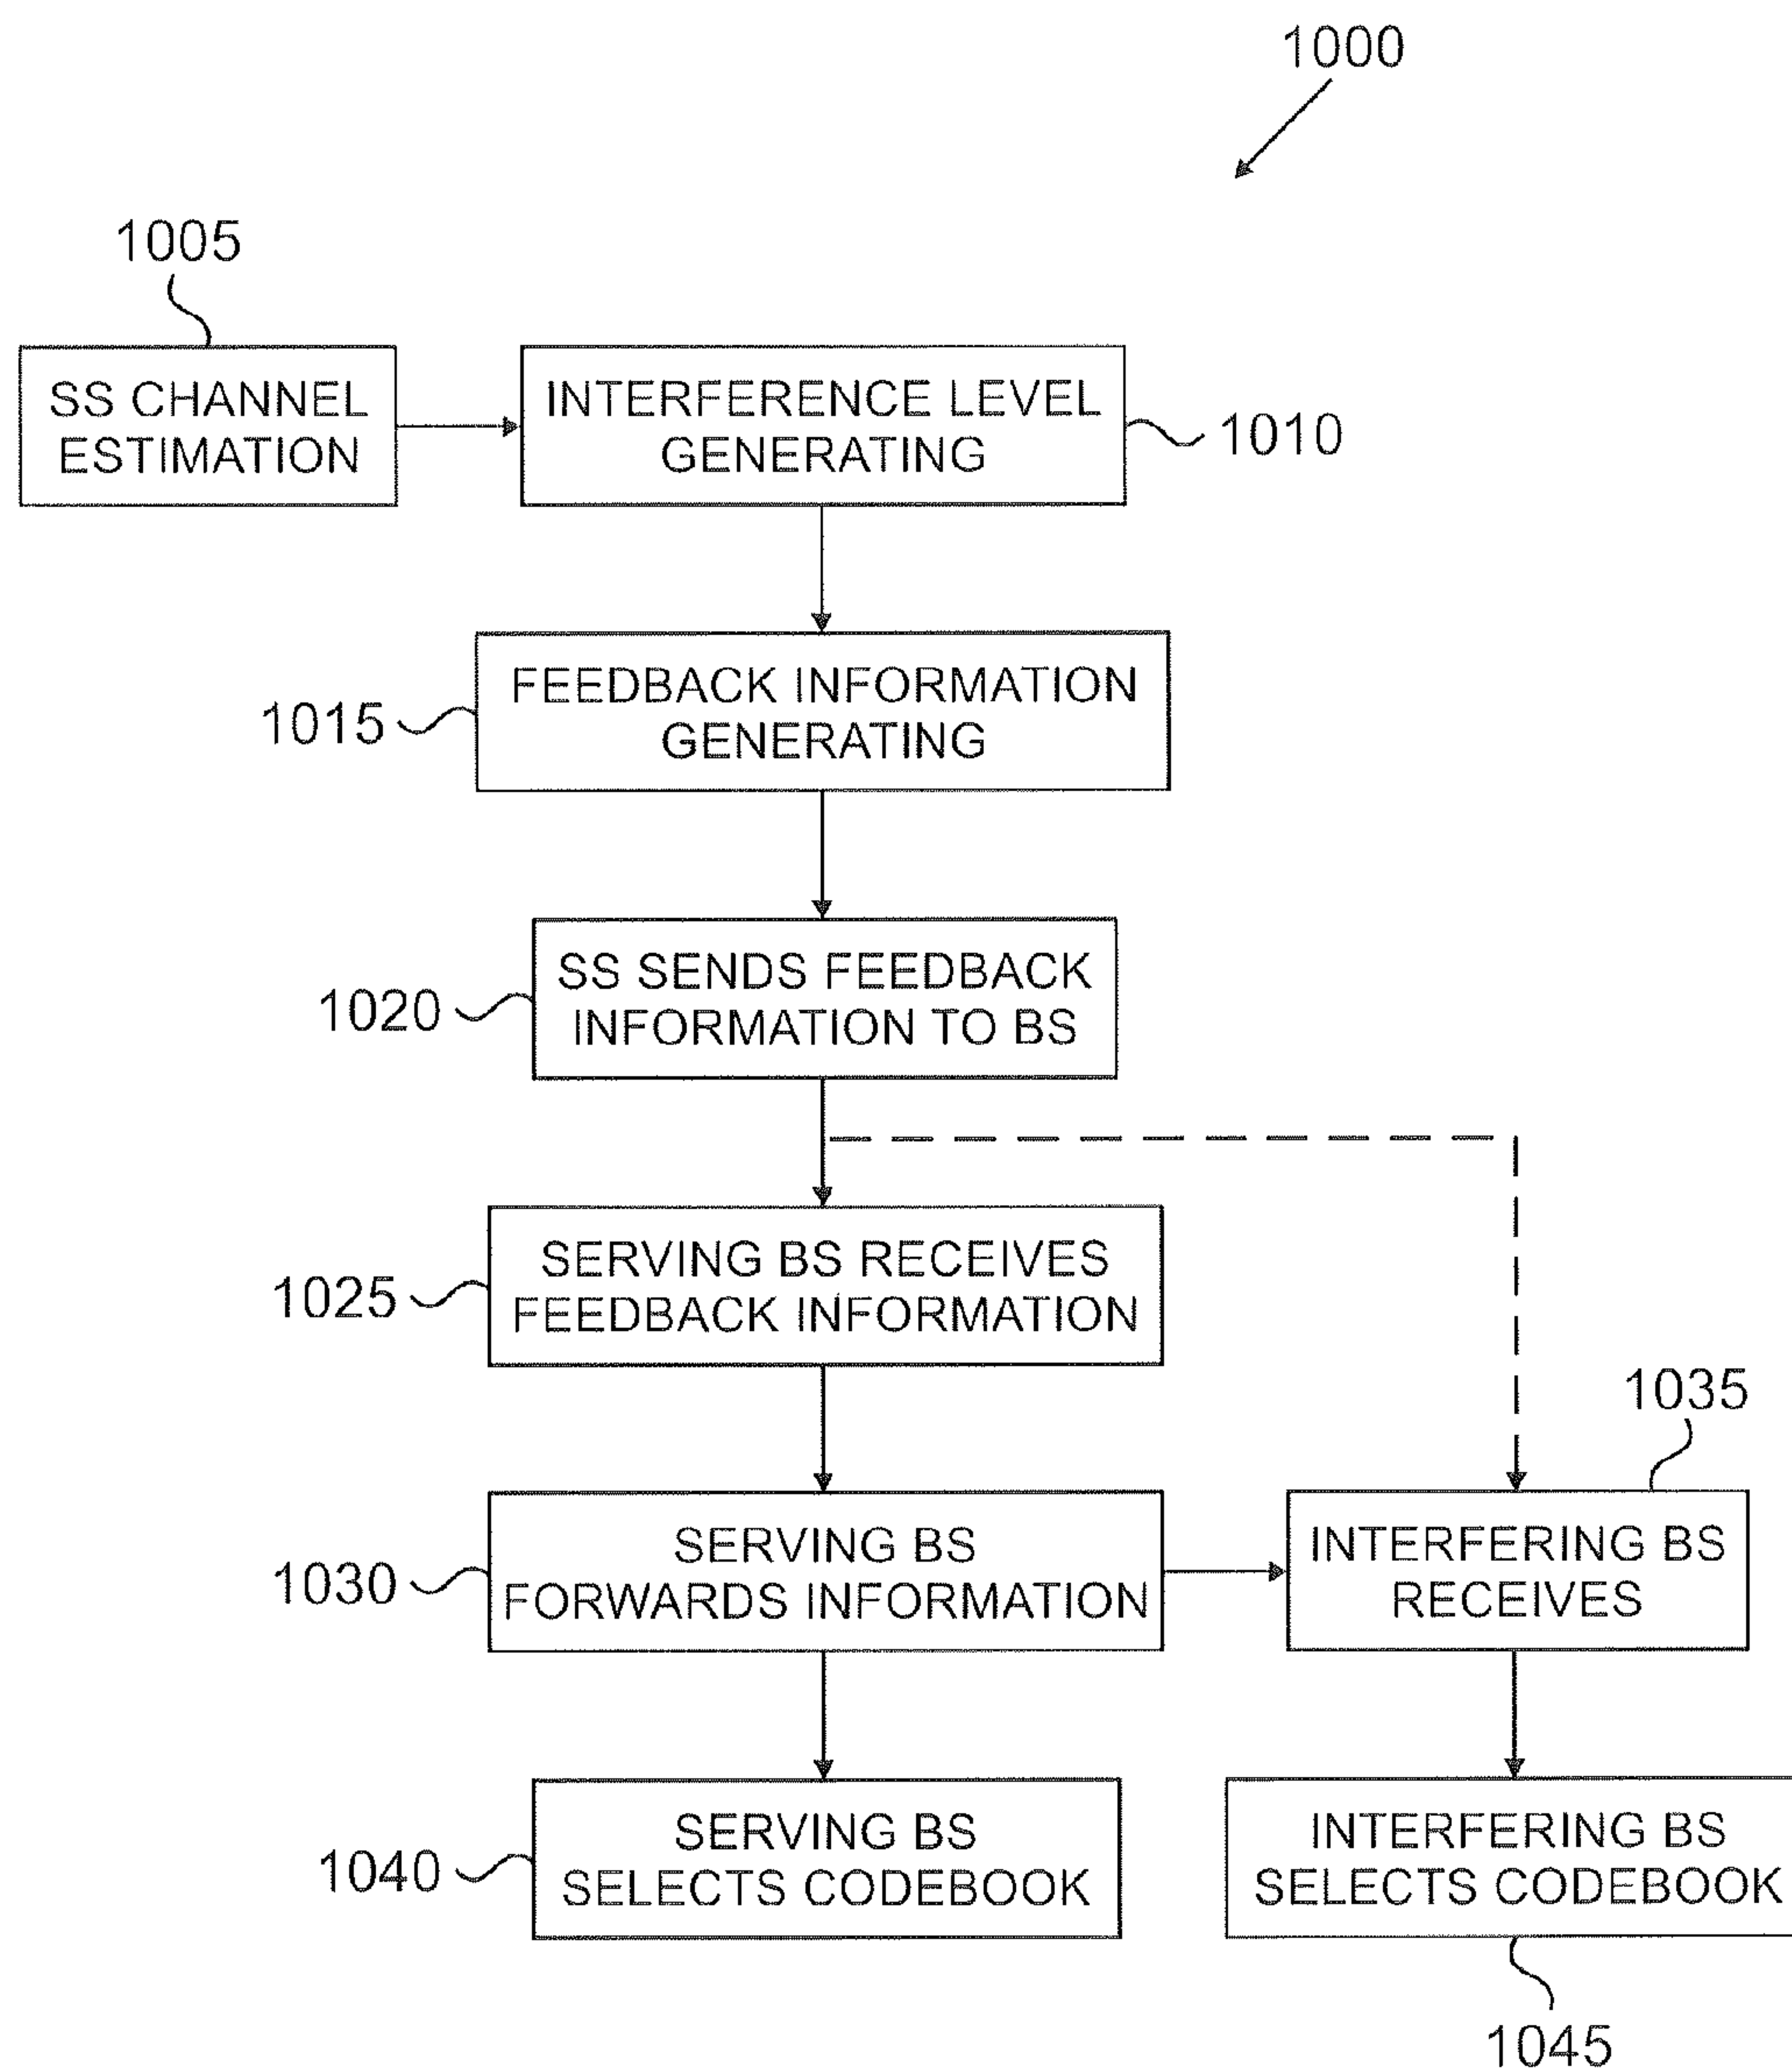 1000
1005
SS CHANNEL
ESTIMATION
INTERFERENCE LEVEL
GENERATING
1010
FEEDBACK INFORMATION
GENERATING
1015
SS SENDS FEEDBACK
INFORMATION TO BS
1020
SERVING BS RECEIVES
FEEDBACK INFORMATION
1025
1035
SERVING BS
FORWARDS INFORMATION
1030
INTERFERING BS
RECEIVES
SERVING BS
SELECTS CODEBOOK
1040
INTERFERING BS
SELECTS CODEBOOK
1045